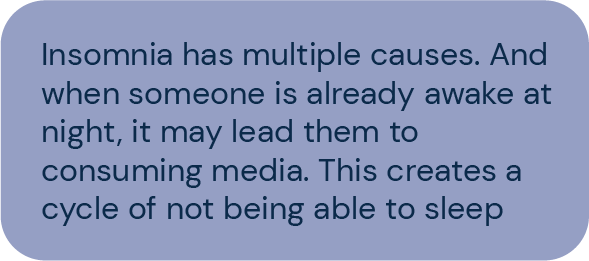 Insomnia has multiple causes. And
when someone is already awake at
night, it may lead them to
consuming media. This creates a
cycle of not being able to sleep